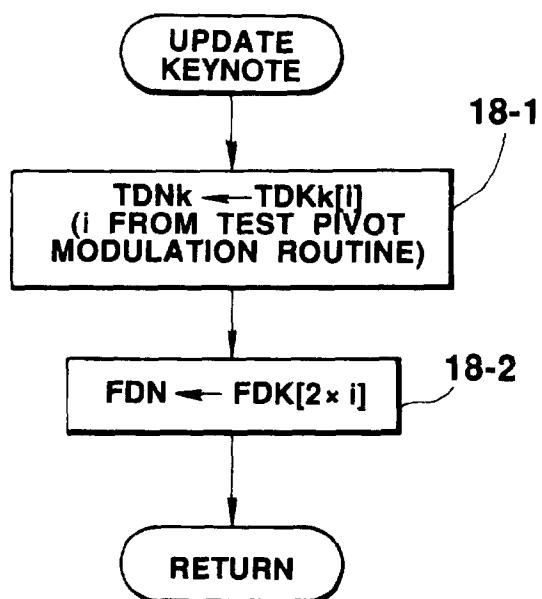 UPDATE
KEYNOTE
18-1
TDNk ← TDKk[i]
(i FROM TEST PIVOT
MODULATION ROUTINE)
18-2
FDN ← FDK[2× i]
RETURN